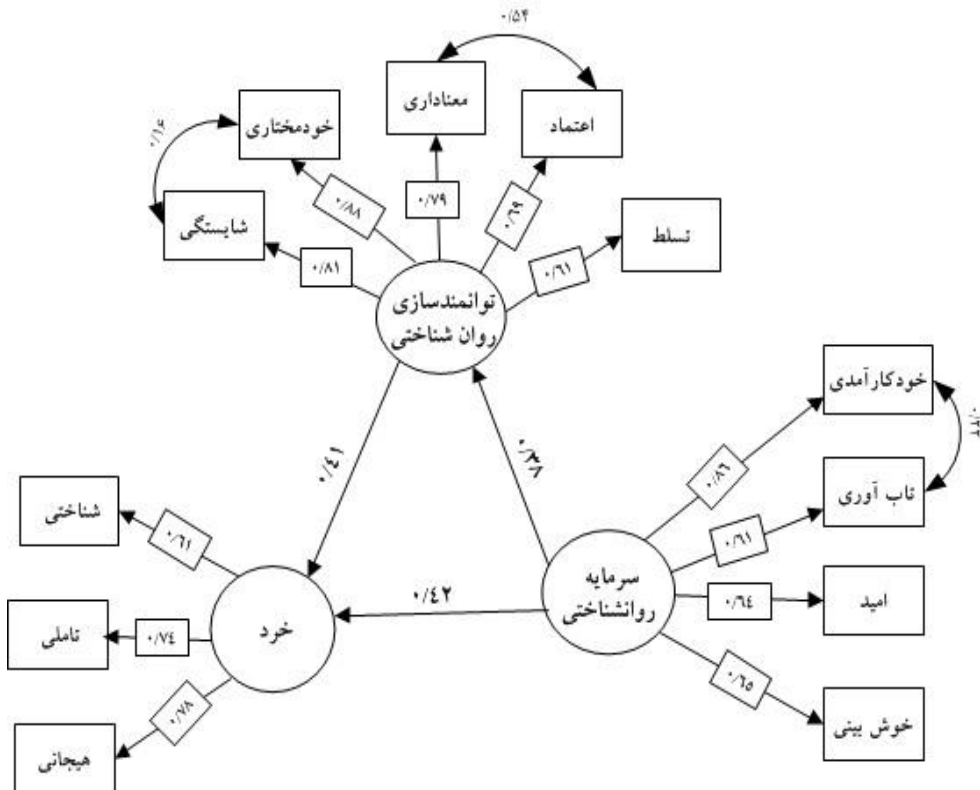 ۰/۵۴
معناداری
اعتماد
خودمختاری
۰/۱۶
شایستگی
۰/۸۸
۰/۷۹
۰/۶۹
تسلط
۰/۸۱
۰/۶۱
توانمندسازی
روان شناختی
خودکارآمدی
۰/۸۶
تاب آوری
۰/۴۱
۰/۳۸
۰/۶۱
شناختی
۰/۶۱
سرمایه
روانشناختی
۰/۴۲
۰/۶۴
امید
خرد
تاملی
۰/۷۴
۰/۶۵
خوش بینی
۰/۷۸
هیجانی